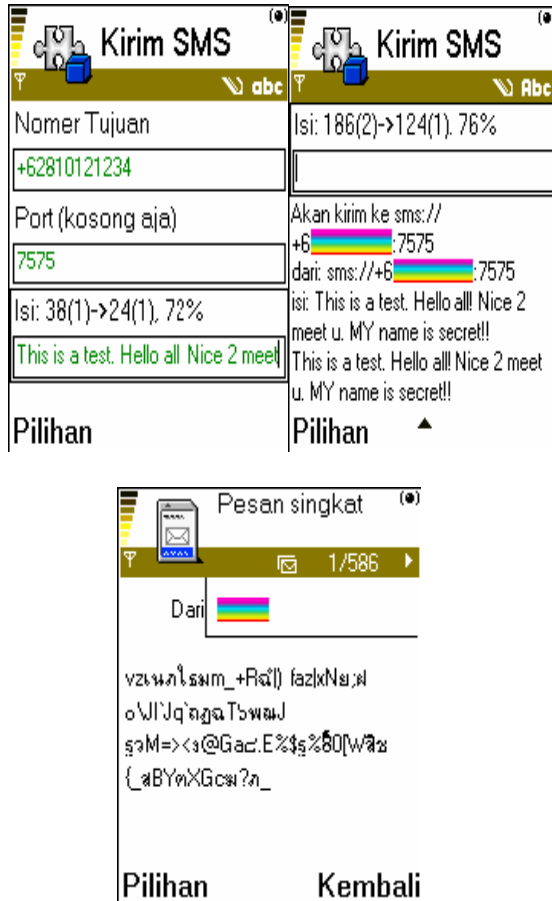 Kirim SMS
abc
Nomer Tujuan
+62810121234
Port (kosong aja)
7575
Isi: 38(1)->24(1), 72%
This is a test. Hello all Nice 2 meet
Pilihan
Kirim SMS
Abc
Isi: 186(2)->124(1), 76%
Akan kirim ke sms://
+6 :7575
dari: sms://+6 :7575
isi: This is a test. Hello all! Nice 2
meet u. MY name is secret!!
This is a test. Hello all! Nice 2 meet
u. MY name is secret!!
Pilihan
Pesan singkat
1/586
Dari
Pilihan
Kembali